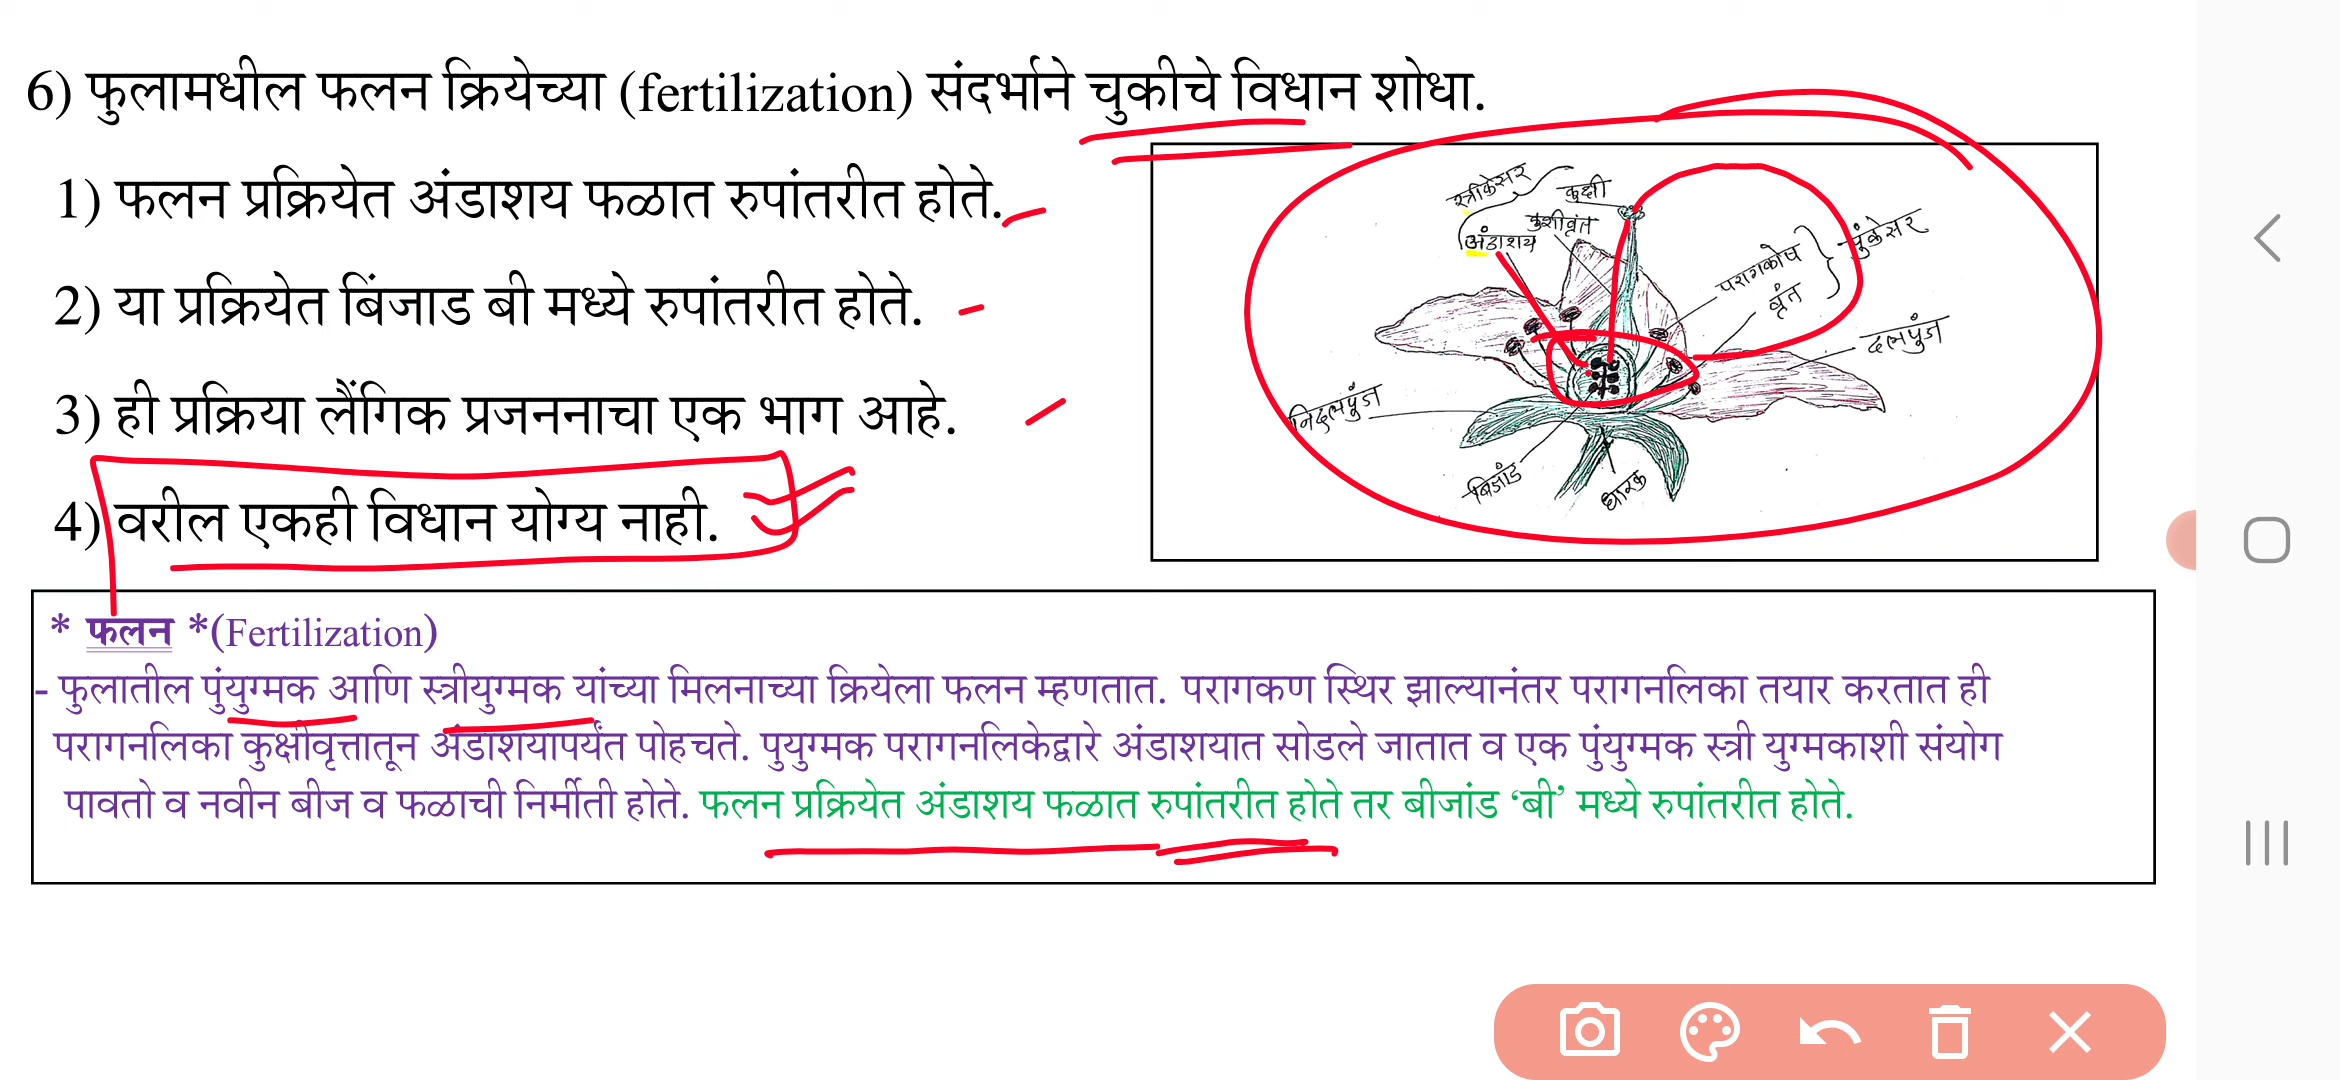 6) फुलामधील फलन क्रियेच्या (fertilization) संदर्भाने चुकीचे विधान शोधा.
1) फलन प्रक्रियेत अंडाशय फळात रुपांतरीत होते.
2) या प्रक्रियेत बिंजाड बी मध्ये रुपांतरीत होते.
3) ही प्रक्रिया लैंगिक प्रजननाचा एक भाग आहे.
4) वरील एकही विधान योग्य नाही.
स्त्रीकेसर
कुक्षी
कुक्षीवृंत
अंडाशय
परागकोष
वृंत
पुंकेसर
दलपुंज
निदलपुंज
बिजांड
धारक
* फलन *(Fertilization)
- फुलातील पुंयुग्मक आणि स्त्रीयुग्मक यांच्या मिलनाच्या क्रियेला फलन म्हणतात. परागकण स्थिर झाल्यानंतर परागनलिका तयार करतात ही
परागनलिका कुक्षीवृत्तातून अंडाशयापर्यंत पोहचते. पुयुग्मक परागनलिकेद्वारे अंडाशयात सोडले जातात व एक पुंयुग्मक स्त्री युग्मकाशी संयोग
पावतो व नवीन बीज व फळाची निर्मीती होते. फलन प्रक्रियेत अंडाशय फळात रुपांतरीत होते तर बीजांड ‘बी’ मध्ये रुपांतरीत होते.